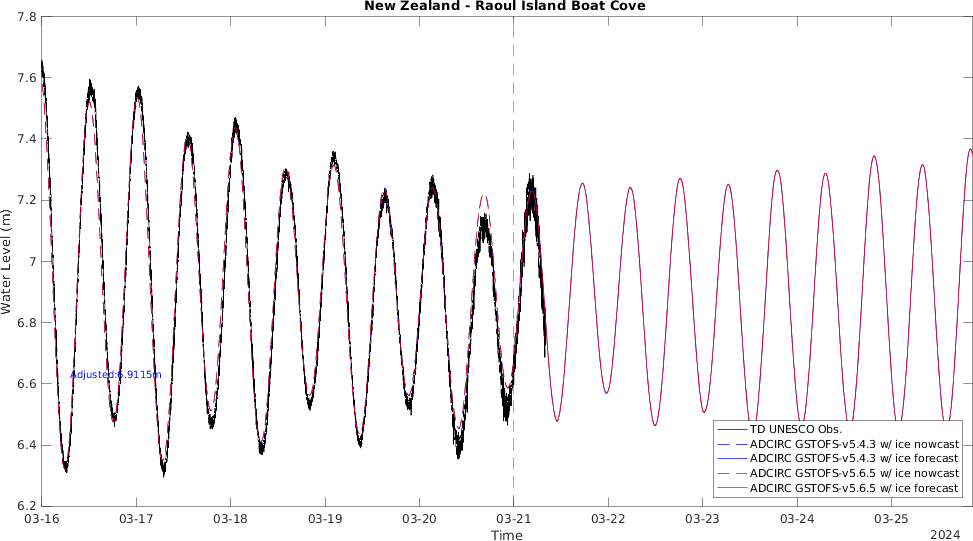 New Zealand - Raoul Island Boat Cove
7.8
7.6
7.4
7.2
7
6.8
6.6
6.4
6.2
Water Level (m)
Adjusted:6.9115m
TD UNESCO Obs.
ADCIRC GSTOFS-v5.4.3 w/ ice nowcast
ADCIRC GSTOFS-v5.4.3 w/ ice forecast
ADCIRC GSTOFS-v5.6.5 w/ ice nowcast
ADCIRC GSTOFS-v5.6.5 w/ ice forecast
03-16 03-17 03-18 03-19 03-20 03-21 03-22 03-23 03-24 03-25
Time
2024